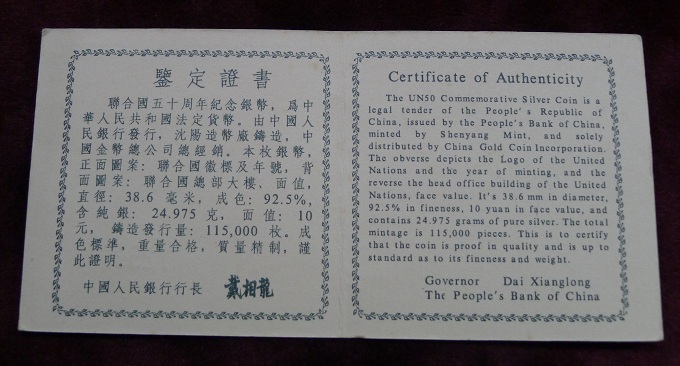 鑒定證書
聯合國五十周年紀念銀幣，爲中
華人民共和國法定貨幣。由中國人
民銀行發行，沈陽造幣廠鑄造，中
國金幣總公司總經銷。本枚銀幣，
正面圖案：聯合國徽標及年號，背
面圖案：聯合國總部大樓、面值，
直徑：38.6 毫米，成色：92.5%，
含純銀：24.975 克，面值：10
元，鑄造發行量：115,000 枚。成
色標準，重量合格，質量精制，謹
此證明。
中國人民銀行行長 戴相龍
Certificate of Authenticity
The UN50 Commemorative Silver Coin is a
legal tender of the People's Republic of
China, issued by the People's Bank of China,
minted by Shenyang Mint, and solely
distributed by China Gold Coin Incorporation.
The obverse depicts the Logo of the United
Nations and the year of minting, and the
reverse the head office building of the United
Nations, face value. It's 38.6 mm in diameter,
92.5% in fineness, 10 yuan in face value, and
contains 24.975 grams of pure silver. The total
mintage is 115,000 pieces. This is to certify
that the coin is proof in quality and is up to
standard as to its fineness and weight.
Governor Dai Xianglong
The People's Bank of China